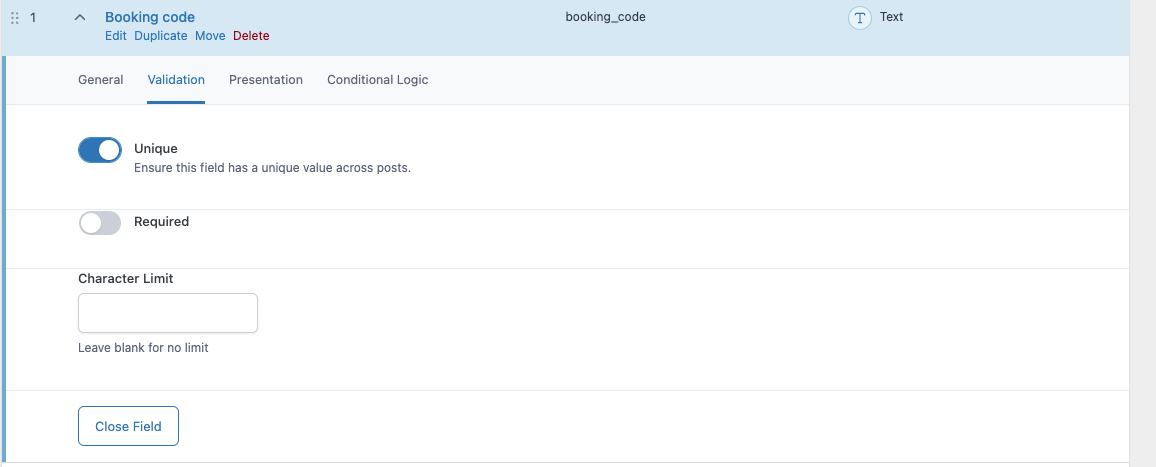 1 Booking code booking_code T Text
Edit Duplicate Move Delete
General Validation Presentation Conditional Logic
Unique
Ensure this field has a unique value across posts.
Required
Character Limit
Leave blank for no limit
Close Field